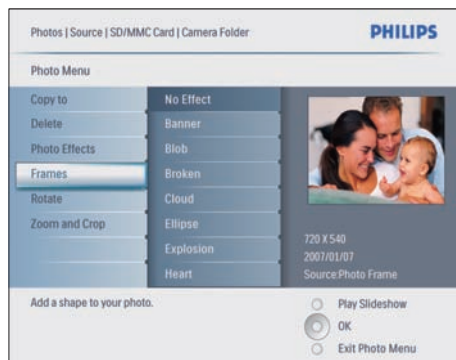 Photos | Source | SD/MMC Card | Camera Folder
PHILIPS
Photo Menu
Copy to
Delete
Photo Effects
Frames
Rotate
Zoom and Crop
No Effect
Banner
Blob
Broken
Cloud
Ellipse
Explosion
Heart
720 X 540
2007/01/07
Source:Photo Frame
Add a shape to your photo.
Play Slideshow
OK
Exit Photo Menu